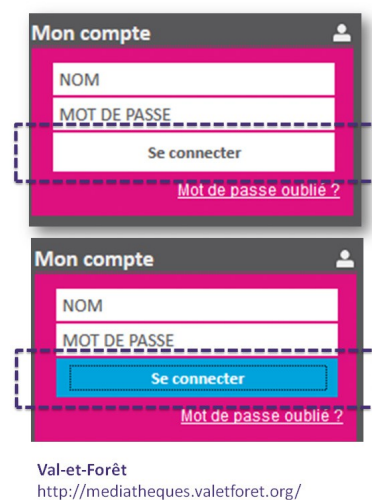 Mon compte
NOM
MOT DE PASSE
Se connecter
Mot de passe oublié ?
Mon compte
NOM
MOT DE PASSE
Se connecter
Mot de passe oublié ?
Val-et-Forêt
http://mediatheques.valetforet.org/